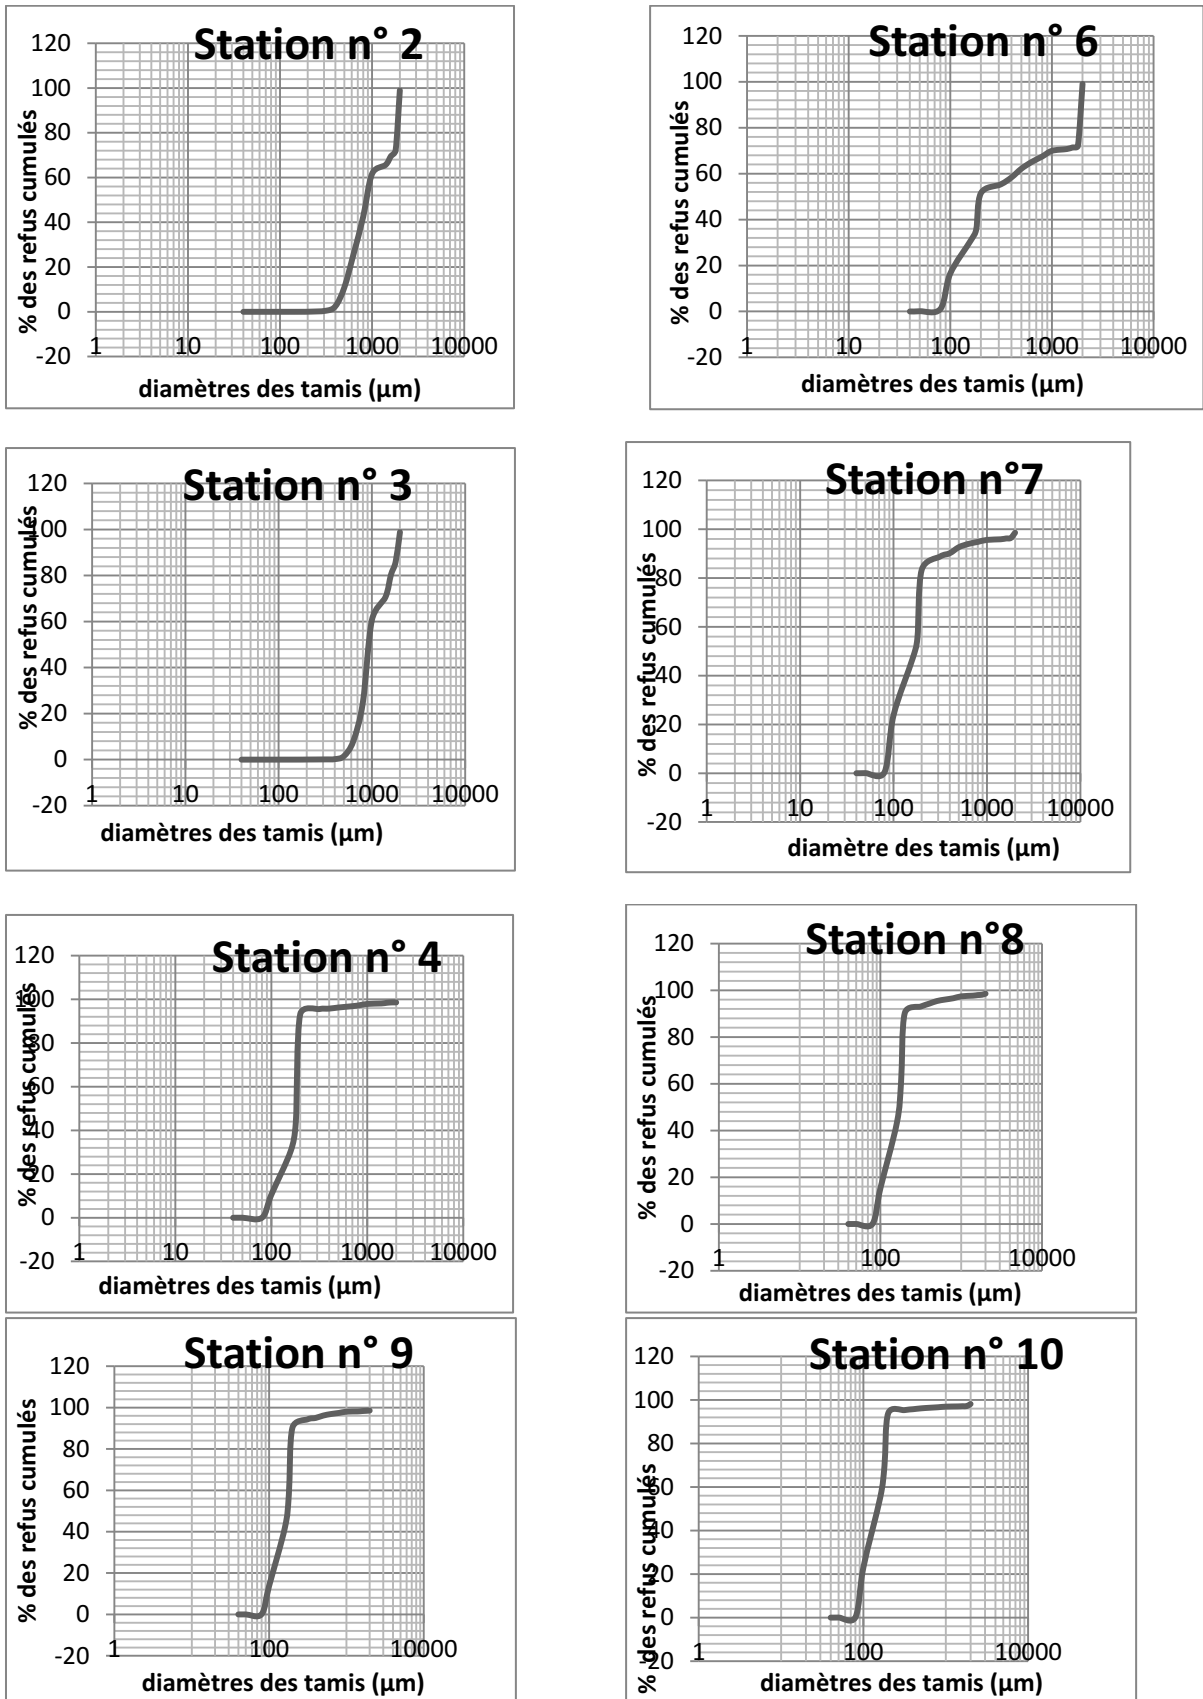 Station n° 2
% des refus cumulés
120
100
80
60
40
20
0
-20
1 10 100 1000 10000
diamètres des tamis (µm)
Station n° 6
% des refus cumulés
120
100
80
60
40
20
0
-20
1 10 100 1000 10000
diamètres des tamis (µm)
Station n° 3
% des refus cumulés
120
100
80
60
40
20
0
-20
1 10 100 1000 10000
diamètres des tamis (µm)
Station n°7
% des refus cumulés
120
100
80
60
40
20
0
-20
1 10 100 1000 10000
diamètre des tamis (µm)
Station n° 4
% des refus cumulés
120
100
80
60
40
20
0
-20
1 10 100 1000 10000
diamètres des tamis (µm)
Station n°8
% des refus cumulés
120
100
80
60
40
20
0
-20
1 100 10000
diamètres des tamis (µm)
Station n° 9
% des refus cumulés
120
100
80
60
40
20
0
-20
1 100 10000
diamètres des tamis (µm)
Station n° 10
% des refus cumulés
120
100
80
60
40
20
0
-20
1 100 10000
diamètres des tamis (µm)